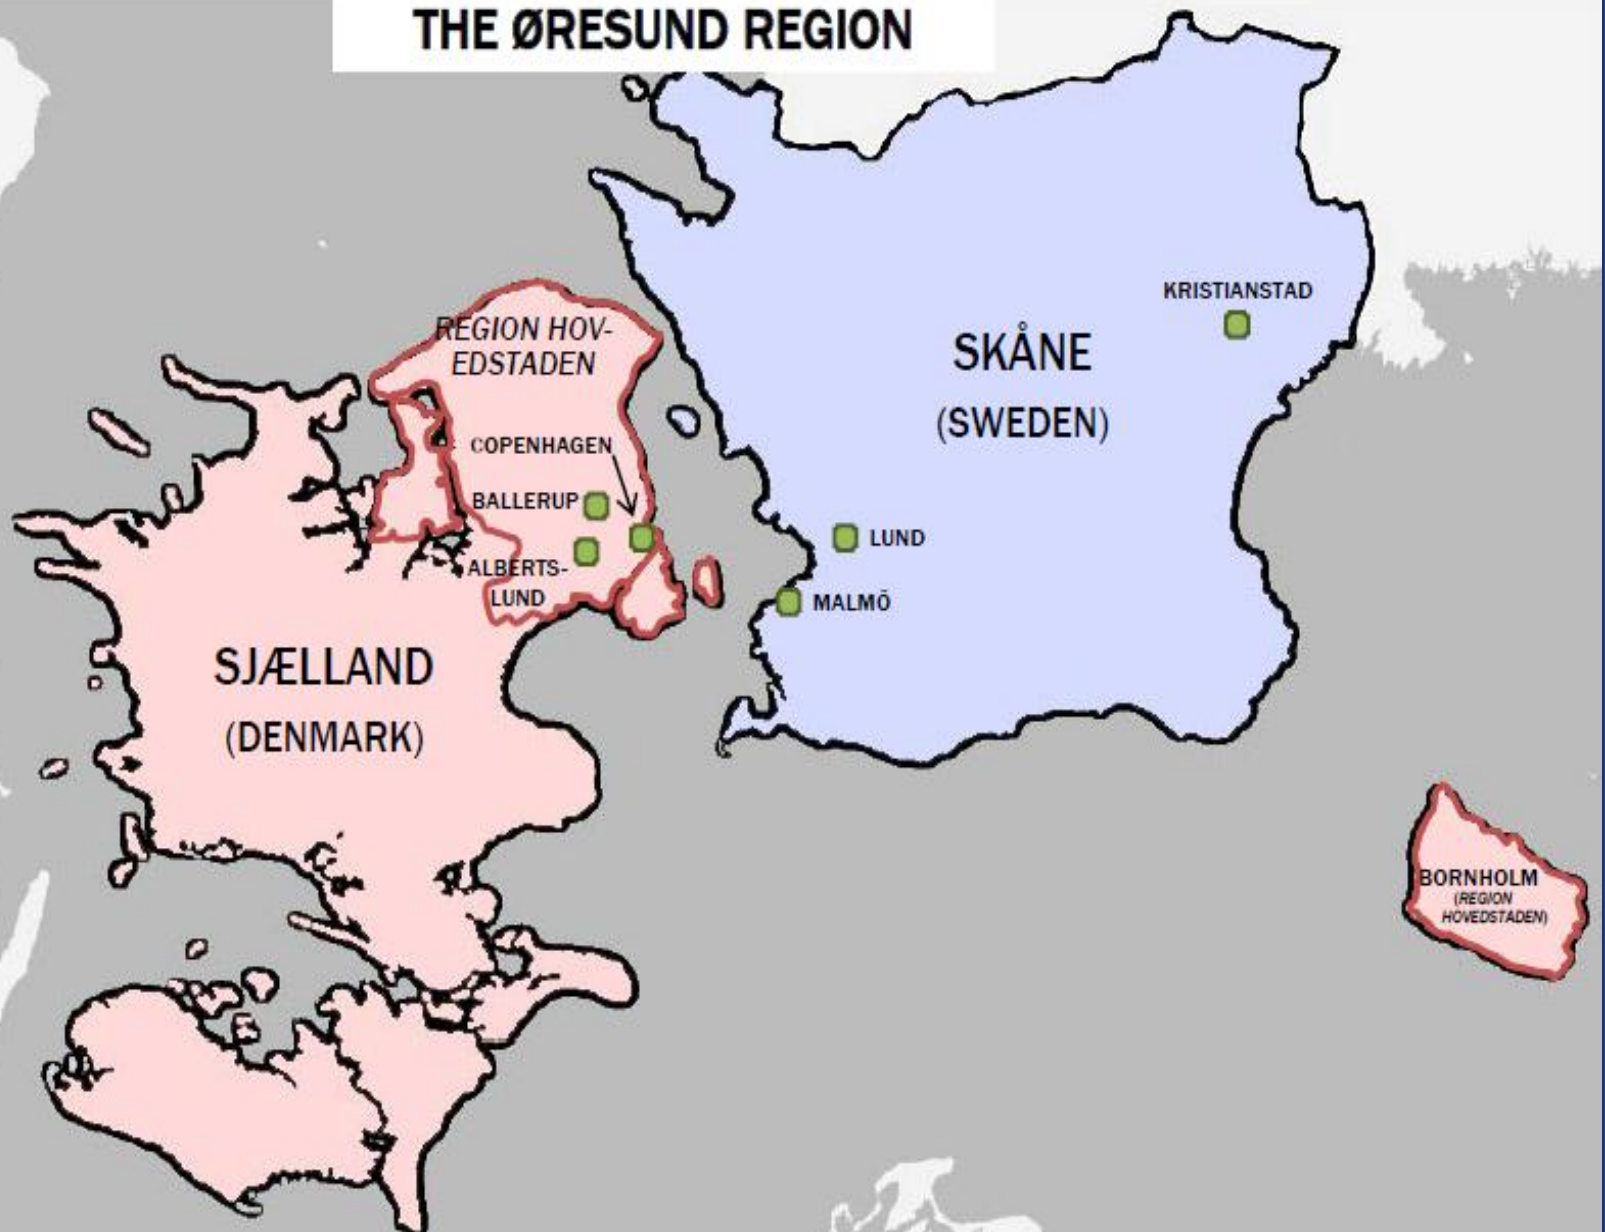 THE ØRESUND REGION
KRISTIANSTAD
REGION HOV-
EDSTADEN
SKÅNE
(SWEDEN)
COPENHAGEN
BALLERUP
LUND
ALBERTS-
LUND
MALMÖ
SJÆLLAND
(DENMARK)
BORNHOLM
(REGION
HOVEDSTADEN)